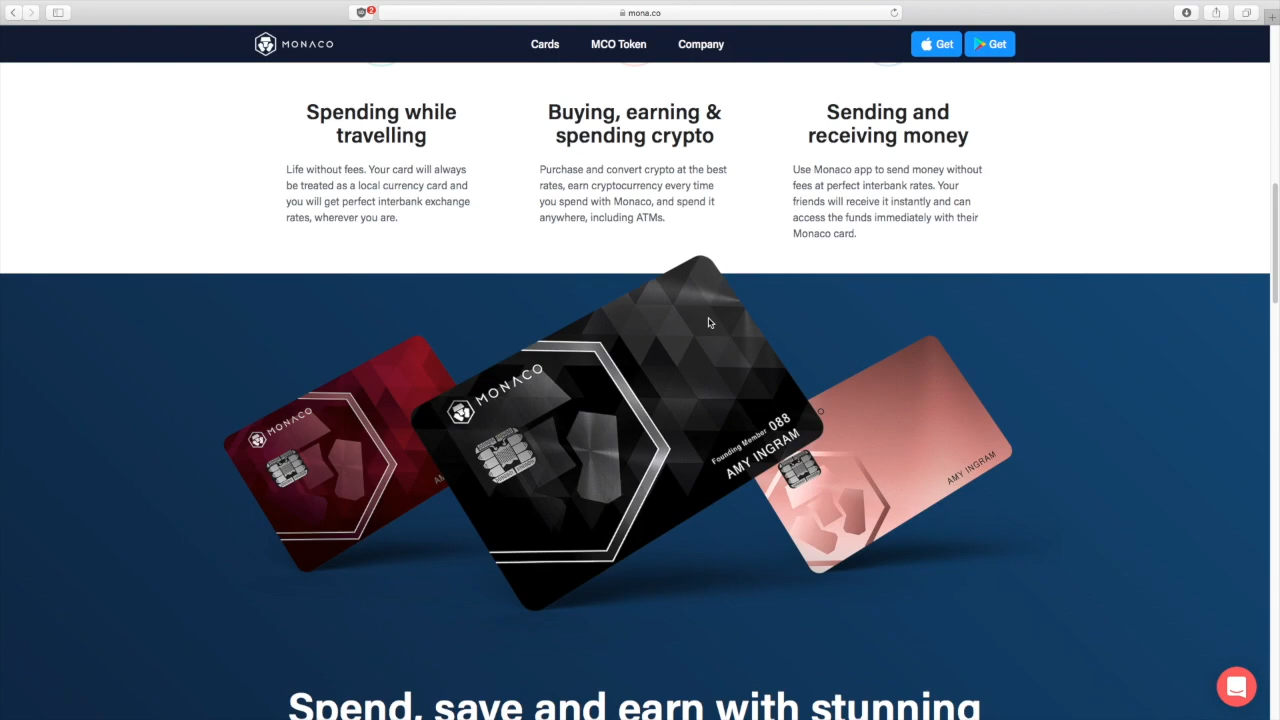 2
mona.co
MONACO
Cards
MCO Token
Company
Get
Get
Spending while
travelling
Life without fees. Your card will always
be treated as a local currency card and
you will get perfect interbank exchange
rates, wherever you are.
Buying, earning &
spending crypto
Purchase and convert crypto at the best
rates, earn cryptocurrency every time
you spend with Monaco, and spend it
anywhere, including ATMs.
Sending and
receiving money
Use Monaco app to send money without
fees at perfect interbank rates. Your
friends will receive it instantly and can
access the funds immediately with their
Monaco card.
MONACO
MONACO
Founding Member 088
AMY INGRAM
AMY INGRAM
Spend, save and earn with stunning